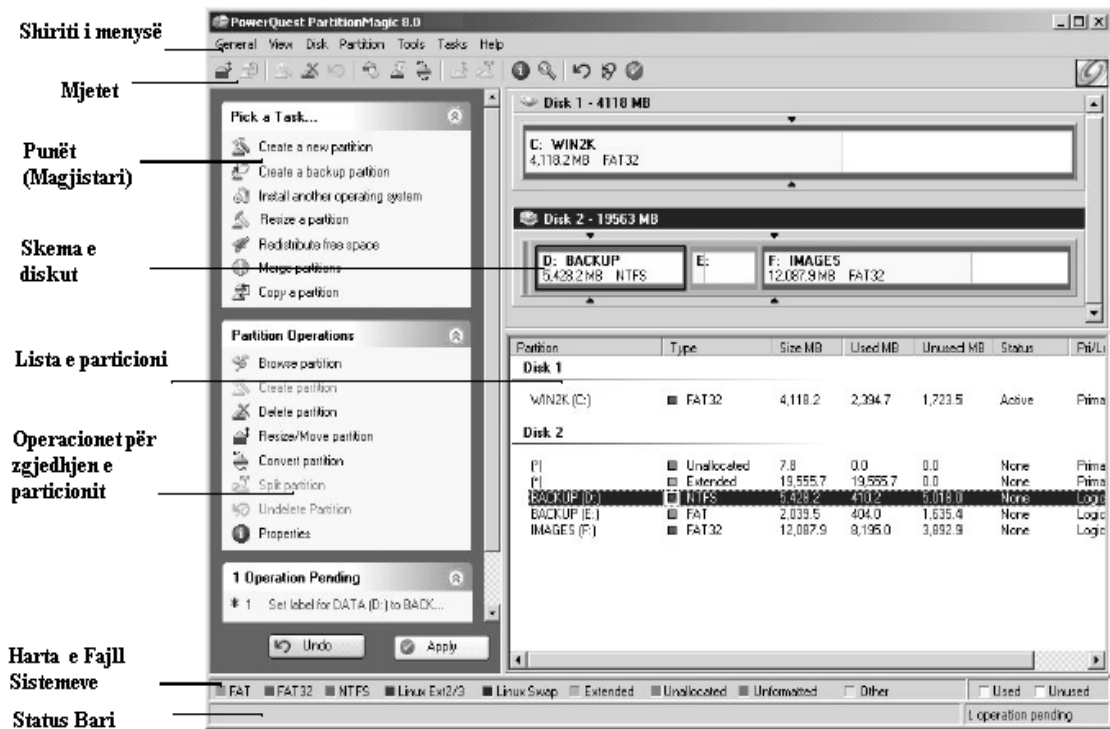 Shiriti i menysë
Mjetet
Punët
(Magjistari)
Skema e
diskut
Lista e particioni
Operacionet për
zgjedhjen e
particionit
Harta e Fajll
Sistemeve
Status Bari
PowerQuest PartitionMagic 8.0
General View Disk Partition Tools Tasks Help
Pick a Task...
Create a new partition
Create a backup partition
Install another operating system
Resize a partition
Redistribute free space
Merge partitions
Copy a partition
Partition Operations
Browse partition
Create partition
Delete partition
Resize/Move partition
Convert partition
Split partition
Undelete Partition
Properties
1 Operation Pending
* 1 Set label for DATA (D:) to BACK...
Undo Apply
Disk 1 - 4118 MB
C: WIN2K
4,118.2 MB FAT32
Disk 2 - 19563 MB
D: BACKUP E: F: IMAGES
5,428.2 MB NTFS 12,087.9 MB FAT32
Partition Type Size MB Used MB Unused MB Status Pri/L
Disk 1
WIN2K (C:) FAT32 4,118.2 2,394.7 1,723.5 Active Prima
Disk 2
(*) Unallocated 7.8 0.0 0.0 None Prima
(*) Extended 19,555.7 19,555.7 0.0 None Prima
BACKUP (D:) NTFS 5,428.2 410.2 5,018.0 None Logic
BACKUP (E:) FAT 2,039.5 404.0 1,635.4 None Logic
IMAGES (F:) FAT32 12,087.9 8,195.0 3,892.9 None Logic
FAT FAT32 NTFS Linux Ext2/3 Linux Swap Extended Unallocated Unformatted Other Used Unused
1 operation pending